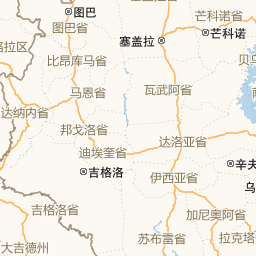 图巴
芒科诺省
图巴省
塞盖拉
芒科诺
拉区
比昂库马省
贝
马恩省
瓦武阿省
达纳内省
邦戈洛省
达洛亚省
迪埃奎省
辛夫
吉格洛
伊西亚省
乌
吉格洛省
加尼奥阿省
苏布雷省
拉科塔
大吉德州